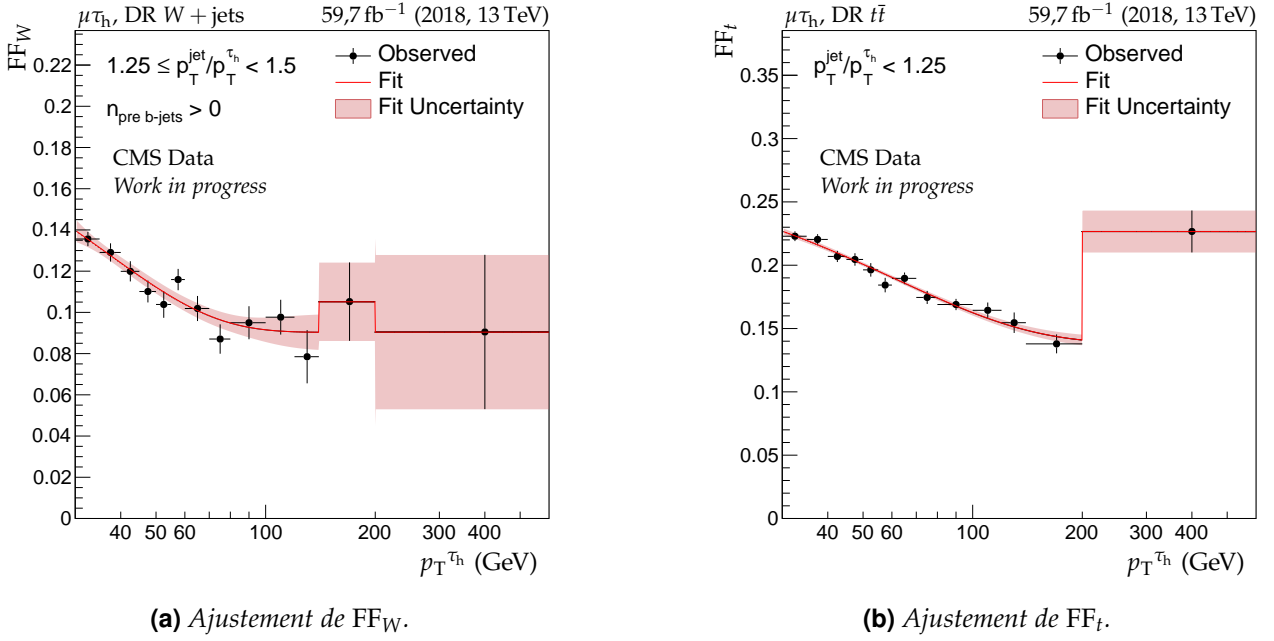 μτh, DR W + jets 59,7 fb⁻¹ (2018, 13 TeV)
FFW
1.25 ≤ pTjet/pTτh < 1.5
npre b-jets > 0
Observed
Fit
Fit Uncertainty
CMS Data
Work in progress
0.22
0.2
0.18
0.16
0.14
0.12
0.1
0.08
0.06
0.04
0.02
0
40 50 60 100 200 300 400
pT τh (GeV)
(a) Ajustement de FFW.
μτh, DR tt̄ 59,7 fb⁻¹ (2018, 13 TeV)
FFt
pTjet/pTτh < 1.25
Observed
Fit
Fit Uncertainty
CMS Data
Work in progress
0.35
0.3
0.25
0.2
0.15
0.1
0.05
0
40 50 60 100 200 300 400
pT τh (GeV)
(b) Ajustement de FFt.